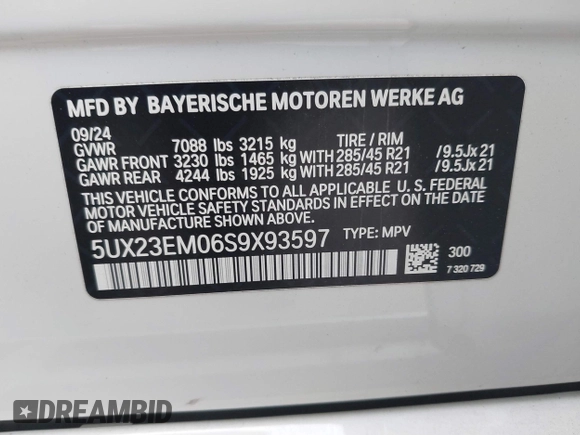 MFD BY BAYERISCHE MOTOREN WERKE AG
09/24
GVWR 7088 lbs 3215 kg TIRE / RIM
GAWR FRONT 3230 lbs 1465 kg WITH 285/45 R21 /9.5Jx21
GAWR REAR 4244 lbs 1925 kg WITH 285/45 R21 /9.5Jx21
THIS VEHICLE CONFORMS TO ALL APPLICABLE U. S. FEDERAL
MOTOR VEHICLE SAFETY STANDARDS IN EFFECT ON THE DATE
OF MANUFACTURE SHOWN ABOVE.
5UX23EM06S9X93597 TYPE: MPV
300
7 320 729
DREAMBID